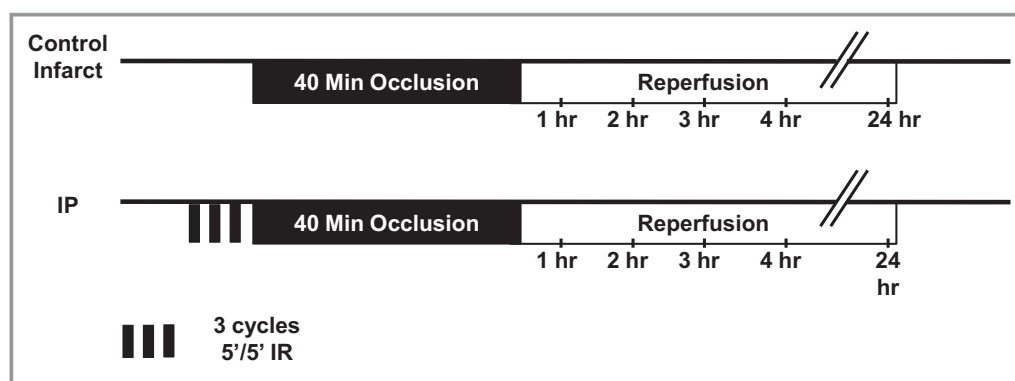 Control
Infarct
40 Min Occlusion
Reperfusion
1 hr
2 hr
3 hr
4 hr
24 hr
IP
40 Min Occlusion
Reperfusion
1 hr
2 hr
3 hr
4 hr
24
hr
3 cycles
5’/5’ IR